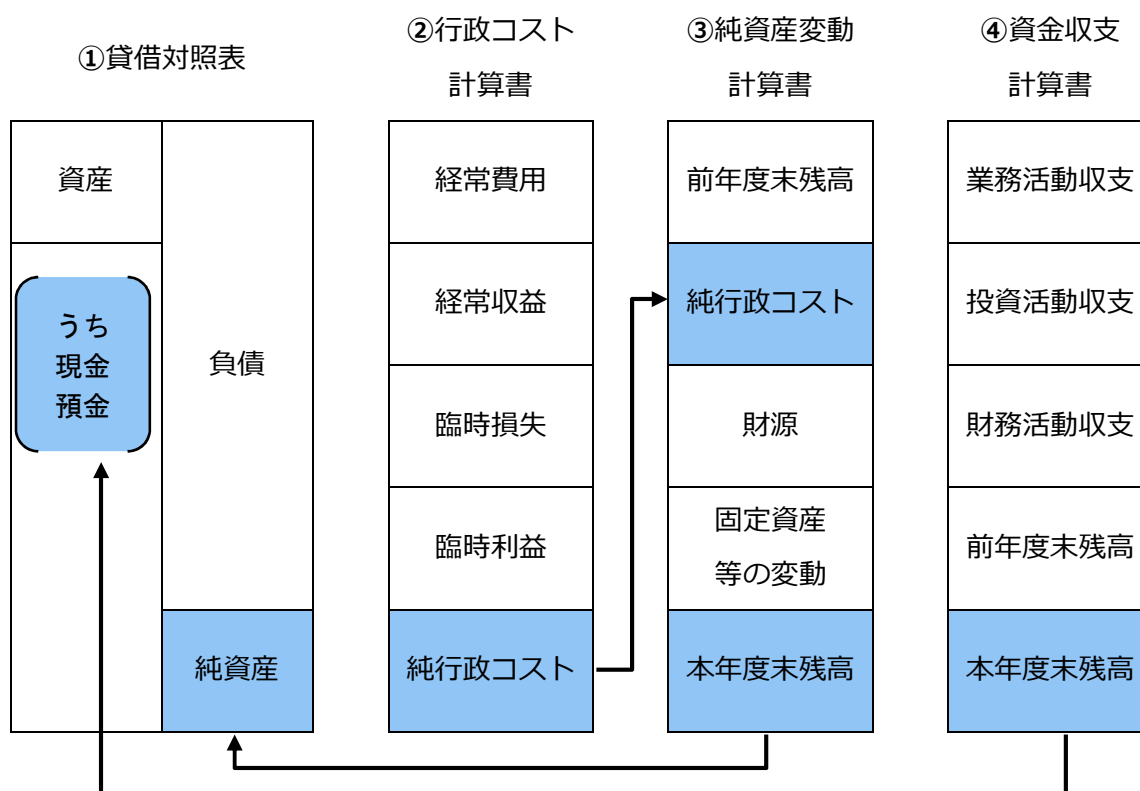 ①貸借対照表
資産
うち
現金
預金
負債
純資産
②行政コスト
計算書
経常費用
経常収益
臨時損失
臨時利益
純行政コスト
③純資産変動
計算書
前年度末残高
純行政コスト
財源
固定資産
等の変動
本年度末残高
④資金収支
計算書
業務活動収支
投資活動収支
財務活動収支
前年度末残高
本年度末残高